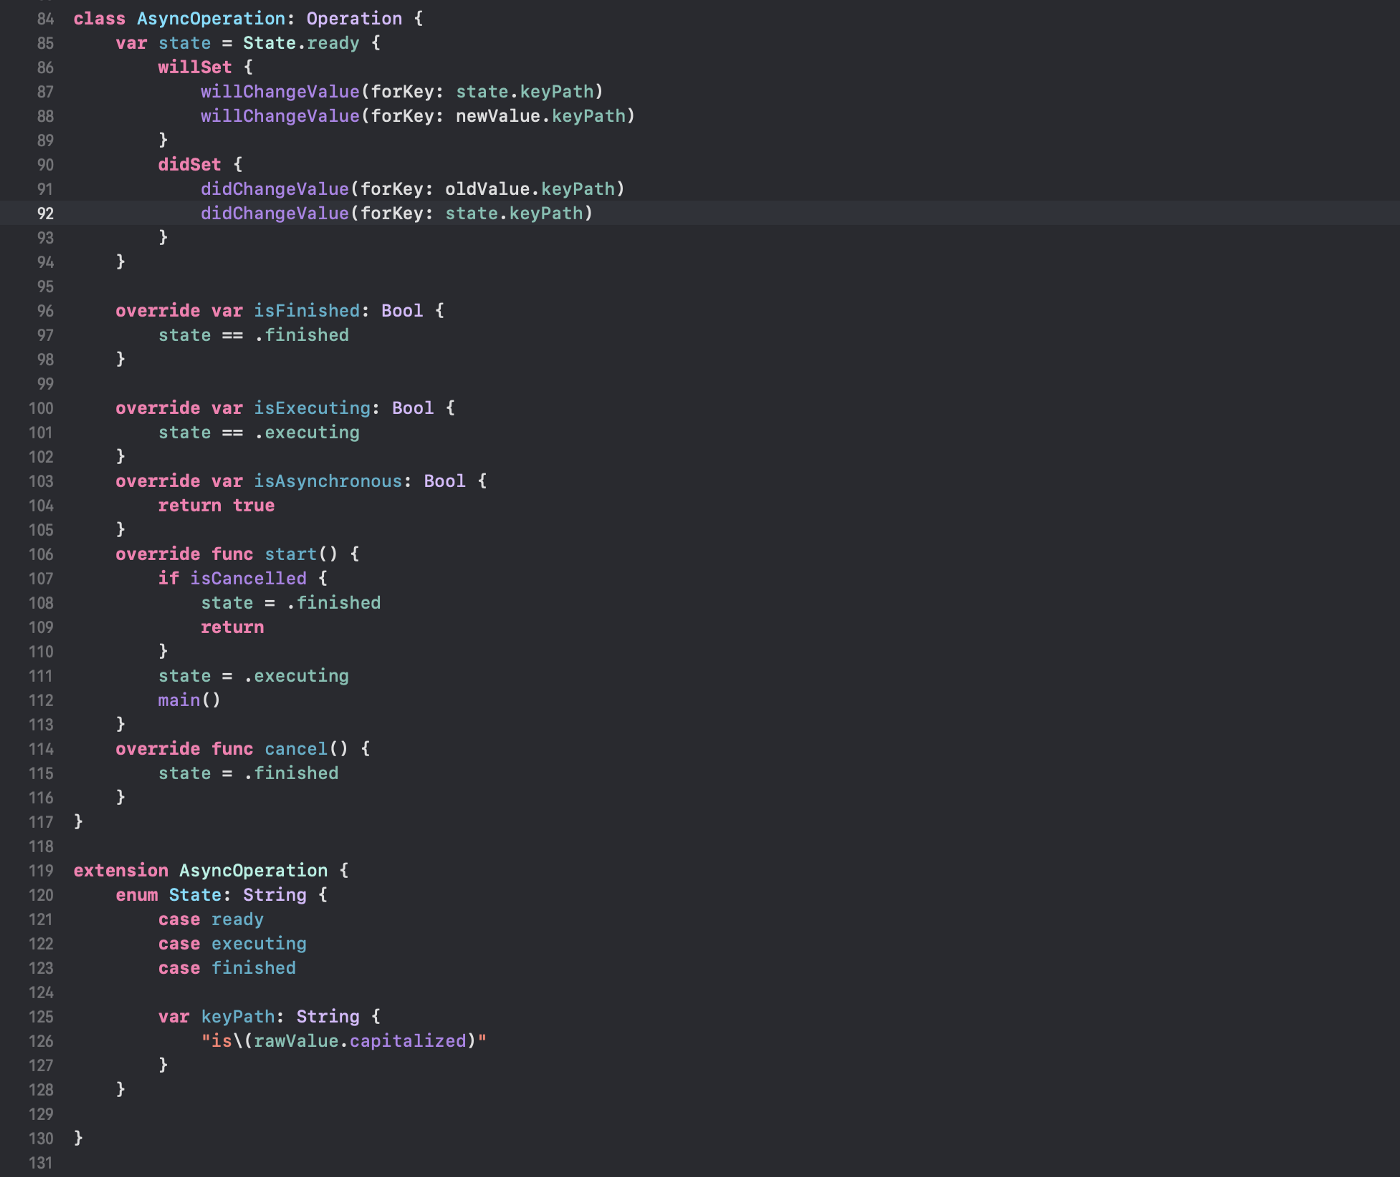 84 class AsyncOperation: Operation {
85 var state = State.ready {
86 willSet {
87 willChangeValue(forKey: state.keyPath)
88 willChangeValue(forKey: newValue.keyPath)
89 }
90 didSet {
91 didChangeValue(forKey: oldValue.keyPath)
92 didChangeValue(forKey: state.keyPath)
93 }
94 }
95
96 override var isFinished: Bool {
97 state == .finished
98 }
99
100 override var isExecuting: Bool {
101 state == .executing
102 }
103 override var isAsynchronous: Bool {
104 return true
105 }
106 override func start() {
107 if isCancelled {
108 state = .finished
109 return
110 }
111 state = .executing
112 main()
113 }
114 override func cancel() {
115 state = .finished
116 }
117 }
118
119 extension AsyncOperation {
120 enum State: String {
121 case ready
122 case executing
123 case finished
124
125 var keyPath: String {
126 "is\(rawValue.capitalized)"
127 }
128 }
129
130 }
131